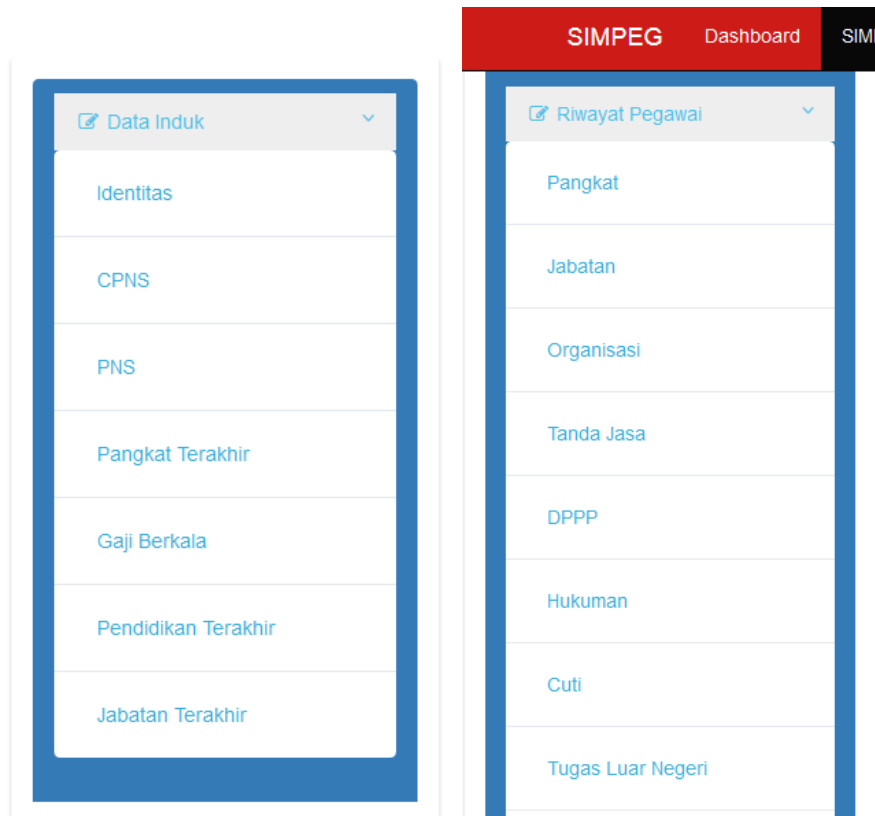 Data Induk
Identitas
CPNS
PNS
Pangkat Terakhir
Gaji Berkala
Pendidikan Terakhir
Jabatan Terakhir
SIMPEG Dashboard
Riwayat Pegawai
Pangkat
Jabatan
Organisasi
Tanda Jasa
DPPP
Hukuman
Cuti
Tugas Luar Negeri